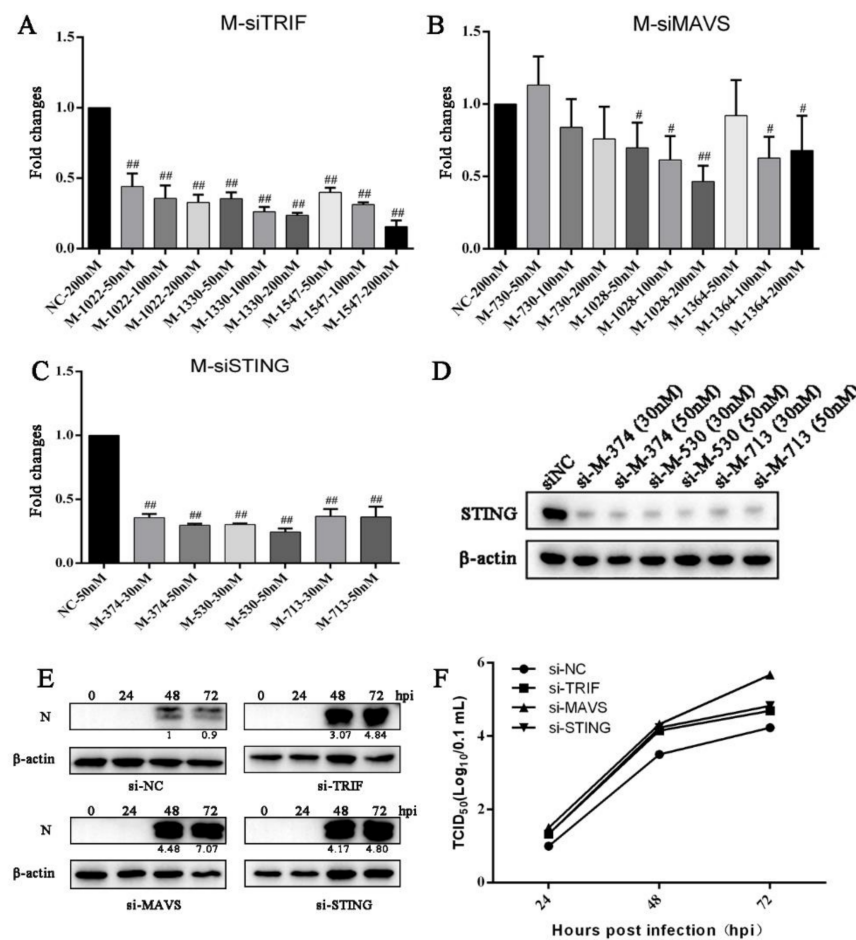 A
M-siTRIF
Fold changes
1.5
1.0
0.5
0.0
##
##
##
##
##
##
##
##
##
NC-200nM
M-1022-50nM
M-1022-100nM
M-1022-200nM
M-1330-50nM
M-1330-100nM
M-1330-200nM
M-1547-50nM
M-1547-100nM
M-1547-200nM
B
M-siMAVS
Fold changes
1.5
1.0
0.5
0.0
#
#
##
#
#
NC-200nM
M-730-50nM
M-730-100nM
M-730-200nM
M-1028-50nM
M-1028-100nM
M-1028-200nM
M-1364-50nM
M-1364-100nM
M-1364-200nM
C
M-siSTING
Fold changes
1.5
1.0
0.5
0.0
##
##
##
##
##
##
NC-50nM
M-374-30nM
M-374-50nM
M-530-30nM
M-530-50nM
M-713-30nM
M-713-50nM
D
siNC
si-M-374 (30nM)
si-M-374 (50nM)
si-M-530 (30nM)
si-M-530 (50nM)
si-M-713 (30nM)
si-M-713 (50nM)
STING
β-actin
E
0 24 48 72 hpi
N
1 0.9
β-actin
si-NC
0 24 48 72
3.07 4.84
si-TRIF
0 24 48 72 hpi
N
4.48 7.07
β-actin
si-MAVS
0 24 48 72
4.17 4.80
si-STING
F
si-NC
si-TRIF
si-MAVS
si-STING
TCID50(Log10/0.1 mL)
6
4
2
0
24
48
72
Hours post infection (hpi)